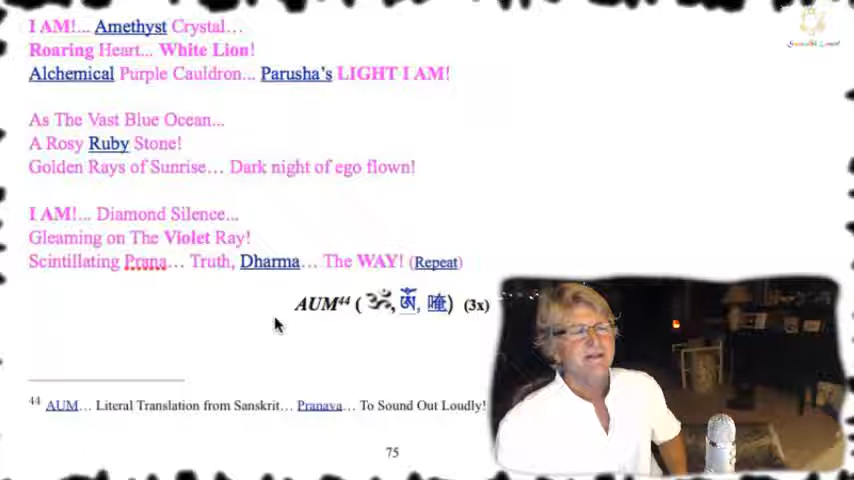 I AM!... Amethyst Crystal…
Roaring Heart... White Lion!
Alchemical Purple Cauldron... Parusha's LIGHT I AM!
As The Vast Blue Ocean...
A Rosy Ruby Stone!
Golden Rays of Sunrise… Dark night of ego flown!
I AM!... Diamond Silence...
Gleaming on The Violet Ray!
Scintillating Prana… Truth, Dharma… The WAY! (Repeat)
AUM44 ( ॐ, ༀ, 唵) (3x)
44 AUM… Literal Translation from Sanskrit… Pranava… To Sound Out Loudly!
75